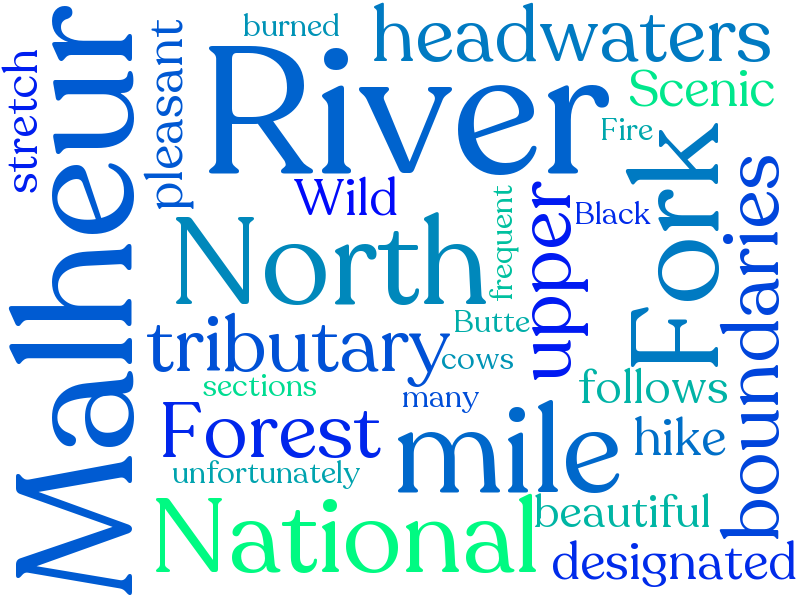 burned
headwaters
stretch
pleasant
Malheur
River
Scenic
Fire
Fork
Wild
frequent
upper
Black
boundaries
North
Butte
tributary
cows
sections
many
follows
Forest
mile
hike
unfortunately
National
beautiful
designated